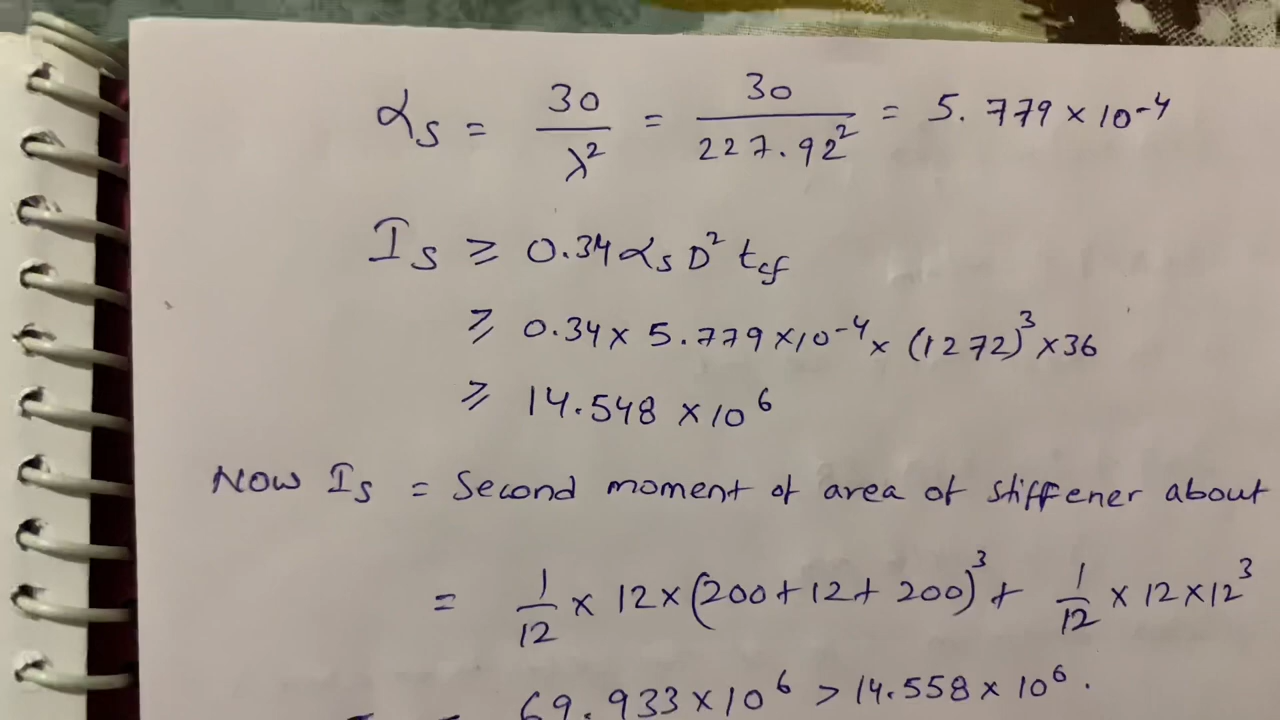 αs = 30/λ² = 30/227.92² = 5.779 × 10⁻⁴
Is ≥ 0.34 αs D² tcf
≥ 0.34 × 5.779 × 10⁻⁴ × (1272)³ × 36
≥ 14.548 × 10⁶
Now Is = Second moment of area of stiffener about
= 1/12 × 12 × (200 + 12 + 200)³ + 1/12 × 12 × 12³
69.933 × 10⁶ > 14.558 × 10⁶.